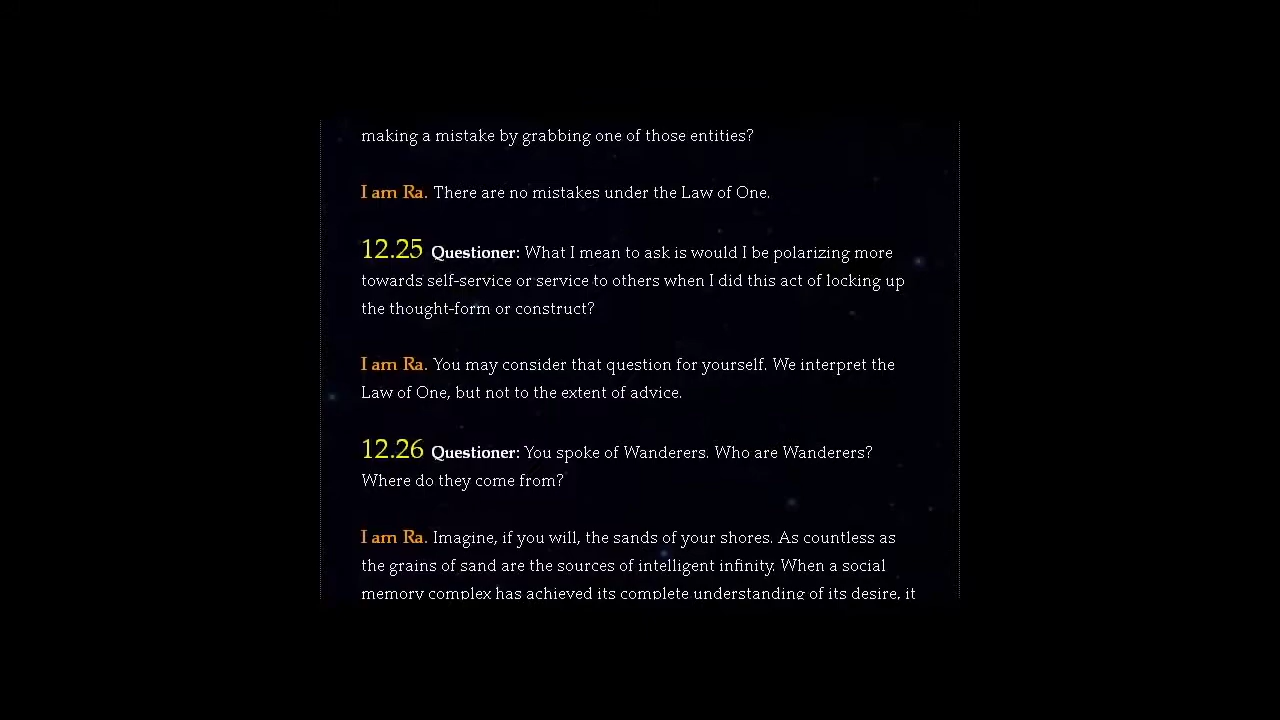 making a mistake by grabbing one of those entities?
I am Ra. There are no mistakes under the Law of One.
12.25 Questioner: What I mean to ask is would I be polarizing more
towards self-service or service to others when I did this act of locking up
the thought-form or construct?
I am Ra. You may consider that question for yourself. We interpret the
Law of One, but not to the extent of advice.
12.26 Questioner: You spoke of Wanderers. Who are Wanderers?
Where do they come from?
I am Ra. Imagine, if you will, the sands of your shores. As countless as
the grains of sand are the sources of intelligent infinity. When a social
memory complex has achieved its complete understanding of its desire, it